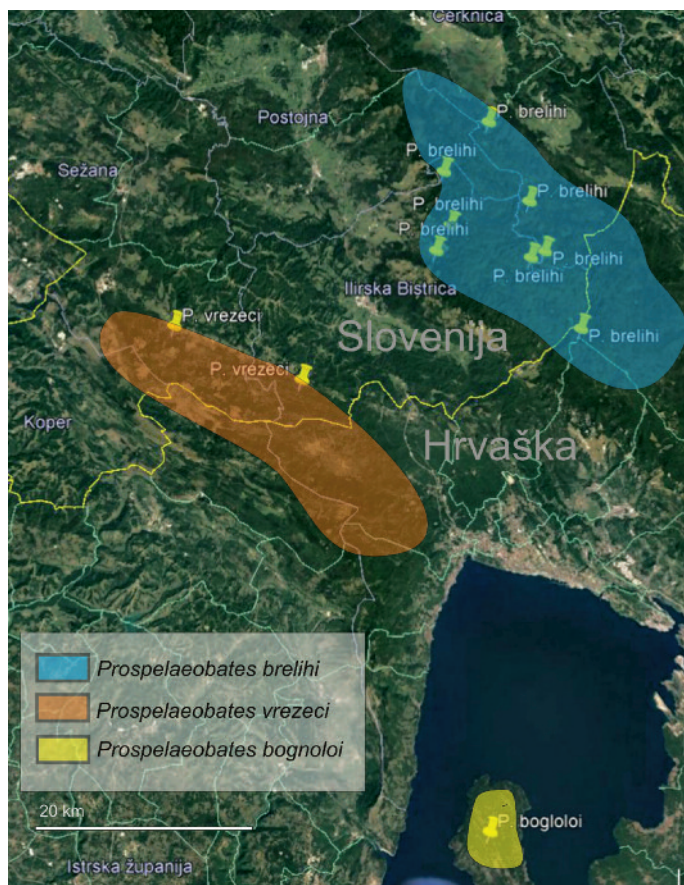 Cerknica
Postojna
P. brelihi
P. brelihi
Sežana
P. brelihi
P. brelihi
P. brelihi
P. brelihi
P. brelihi
Ilirska Bistrica
P. vrezeci
Slovenija
P. brelihi
P. vrezeci
Koper
Hrvaška
Prospelaeobates brelihi
Prospelaeobates vrezeci
Prospelaeobates bognoloi
20 km
P. bogloloi
Istrska županija